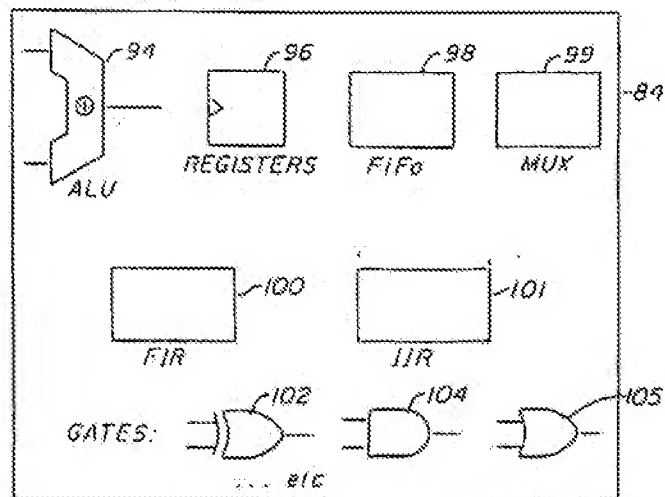 94 96 98 99 84
ALU REGISTERS FiFo MUX
100 101
FIR IIR
102 104 105
GATES:
... etc